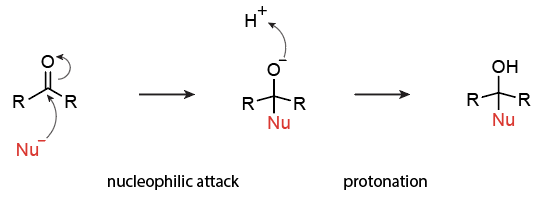 H+
O O− OH
R R R R R R
Nu Nu
Nu−
nucleophilic attack protonation